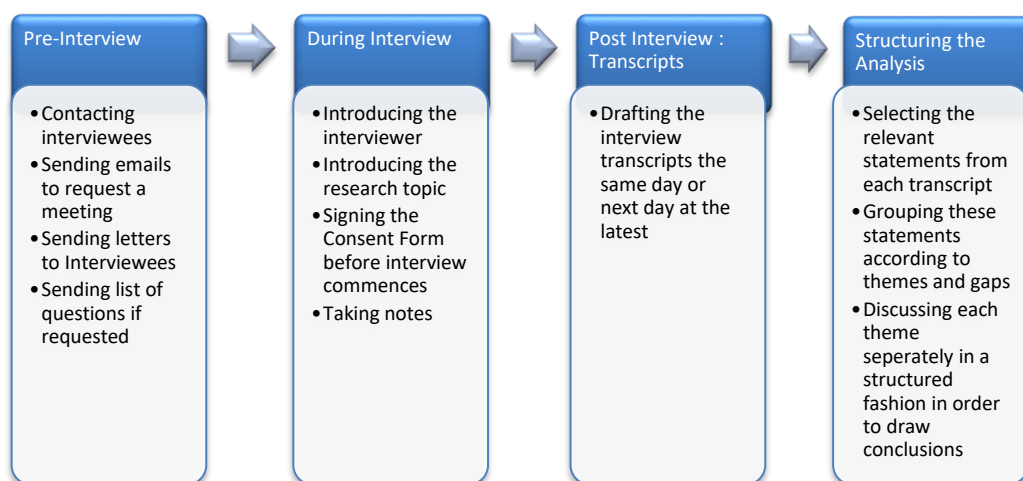 Pre-Interview
• Contacting
interviewees
• Sending emails
to request a
meeting
• Sending letters
to Interviewees
• Sending list of
questions if
requested
During Interview
• Introducing the
interviewer
• Introducing the
research topic
• Signing the
Consent Form
before interview
commences
• Taking notes
Post Interview :
Transcripts
• Drafting the
interview
transcripts the
same day or
next day at the
latest
Structuring the
Analysis
• Selecting the
relevant
statements from
each transcript
• Grouping these
statements
according to
themes and gaps
• Discussing each
theme
seperately in a
structured
fashion in order
to draw
conclusions